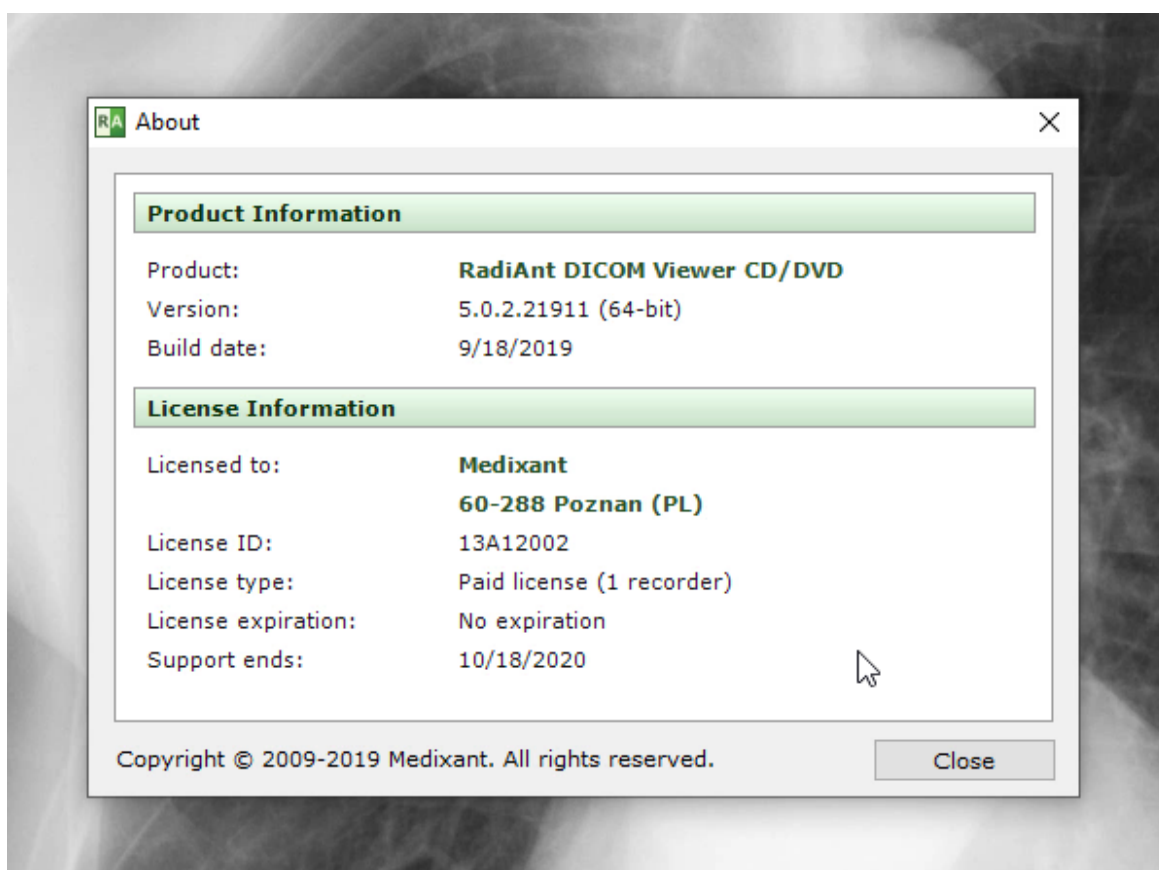 RA About
Product Information
Product: RadiAnt DICOM Viewer CD/DVD
Version: 5.0.2.21911 (64-bit)
Build date: 9/18/2019
License Information
Licensed to: Medixant
60-288 Poznan (PL)
License ID: 13A12002
License type: Paid license (1 recorder)
License expiration: No expiration
Support ends: 10/18/2020
Copyright © 2009-2019 Medixant. All rights reserved. Close